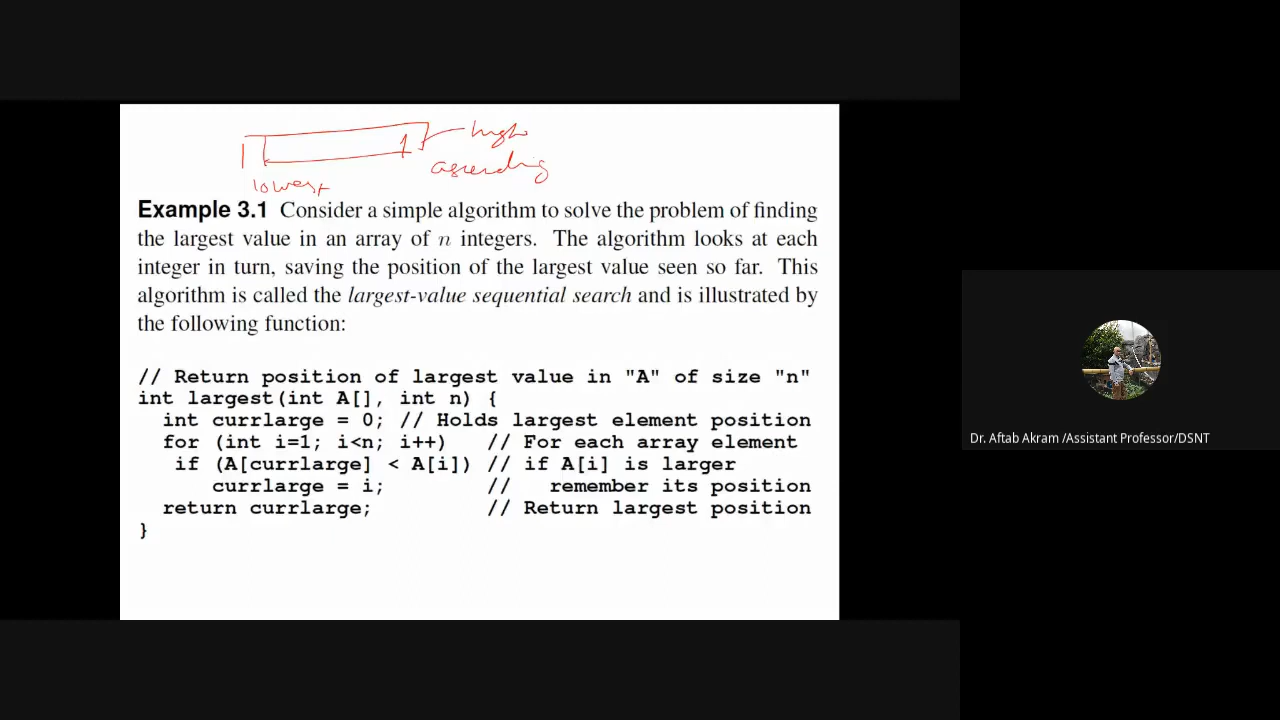 high
ascending
lowest
Example 3.1 Consider a simple algorithm to solve the problem of finding
the largest value in an array of n integers. The algorithm looks at each
integer in turn, saving the position of the largest value seen so far. This
algorithm is called the largest-value sequential search and is illustrated by
the following function:
// Return position of largest value in "A" of size "n"
int largest(int A[], int n) {
int currlarge = 0; // Holds largest element position
for (int i=1; i<n; i++) // For each array element
if (A[currlarge] < A[i]) // if A[i] is larger
currlarge = i; // remember its position
return currlarge; // Return largest position
}
Dr. Aftab Akram /Assistant Professor/DSNT